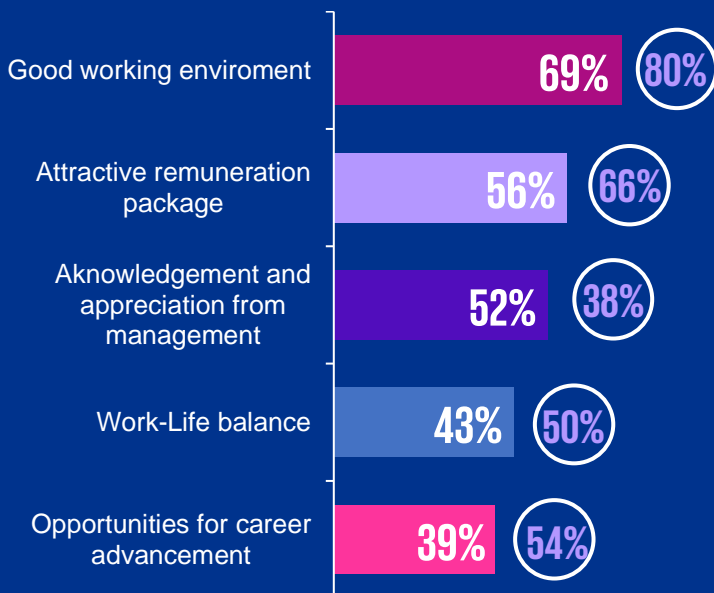 Good working enviroment
69%
80%
Attractive remuneration
package
56%
66%
Aknowledgement and
appreciation from
management
52%
38%
Work-Life balance
43%
50%
Opportunities for career
advancement
39%
54%